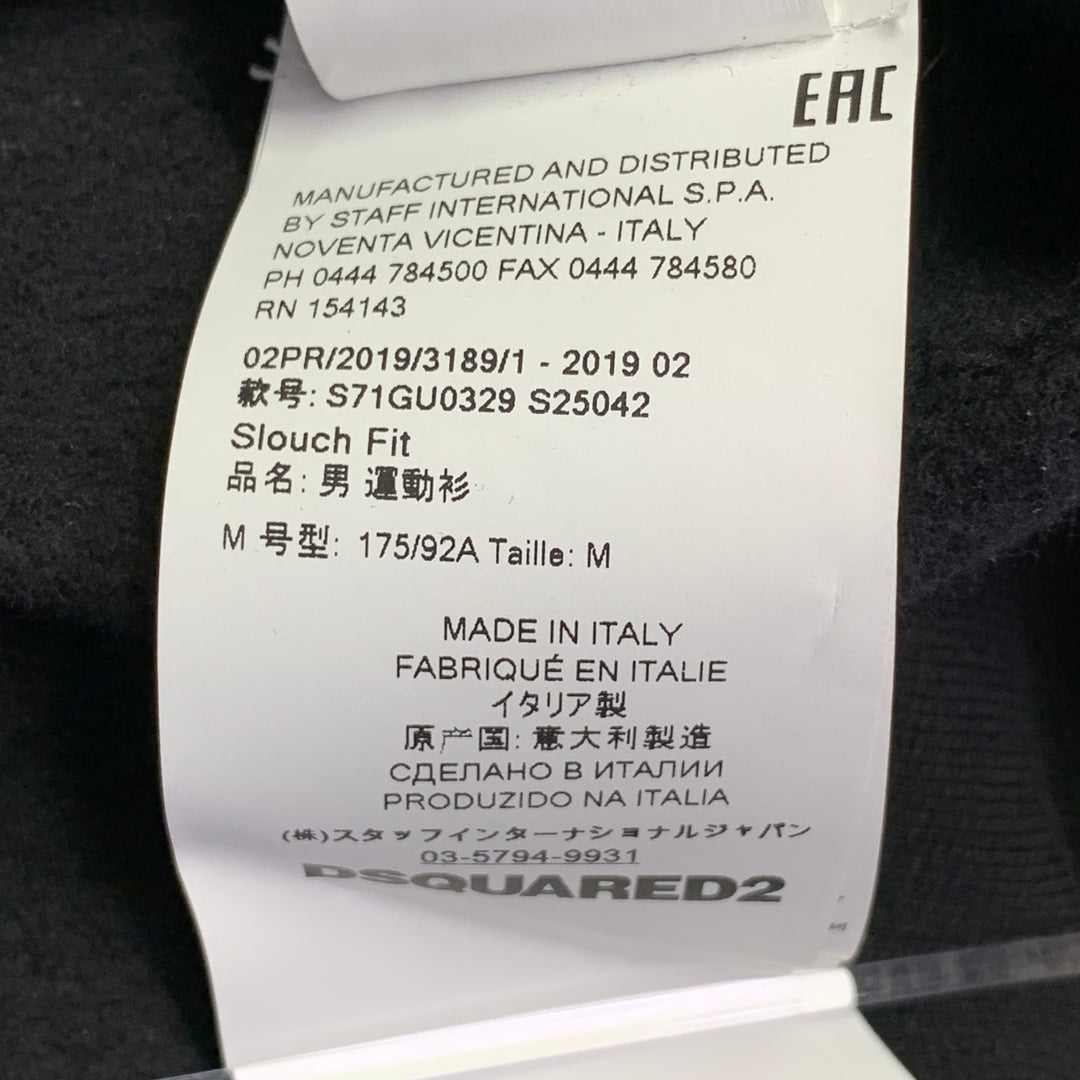 EAC
MANUFACTURED AND DISTRIBUTED
BY STAFF INTERNATIONAL S.P.A.
NOVENTA VICENTINA - ITALY
PH 0444 784500 FAX 0444 784580
RN 154143
02PR/2019/3189/1 - 2019 02
款号: S71GU0329 S25042
Slouch Fit
品名: 男 運動衫
M 号型: 175/92A Taille: M
MADE IN ITALY
FABRIQUÉ EN ITALIE
イタリア製
原产国: 意大利製造
СДЕЛАНО В ИТАЛИИ
PRODUZIDO NA ITALIA
(株)スタッフインターナショナルジャパン
03-5794-9931
DSQUARED2